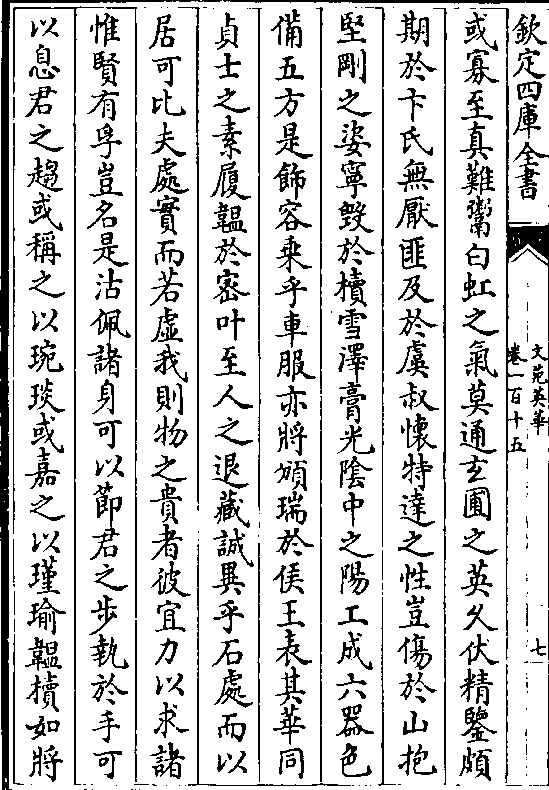 欽定四庫全書
文苑英華
卷一百十五
七
或寡至真難鬻白虹之氣莫通玄圃之英久伏精鑒頗
期於卞氏無厭匪及於虞叔懷特達之性豈傷於山抱
堅剛之姿寧毀於櫝雪澤膏光陰中之陽工成六器色
備五方是飾容乗乎車服亦將頒瑞於侯王表其華同
貞士之素履韞於宻叶至人之退藏誠異乎石處而以
居可比夫處實而若虛我則物之貴者彼宜力以求諸
惟賢有孚豈名是沽佩諸身可以節君之步執於手可
以息君之趨或稱之以琬琰或嘉之以瑾瑜韞櫝如將